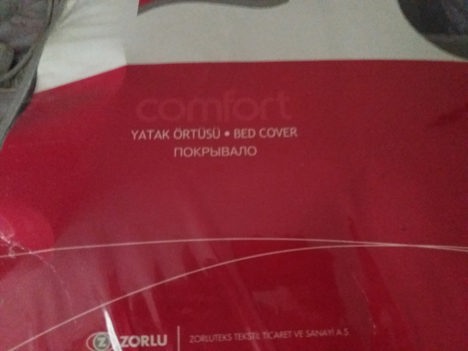 comfort
YATAK ÖRTÜSÜ • BED COVER
ПОКРЫВАЛО
Z ZORLU | ZORLUTEKS TEKSTİL TİCARET VE SANAYİ A.Ş.